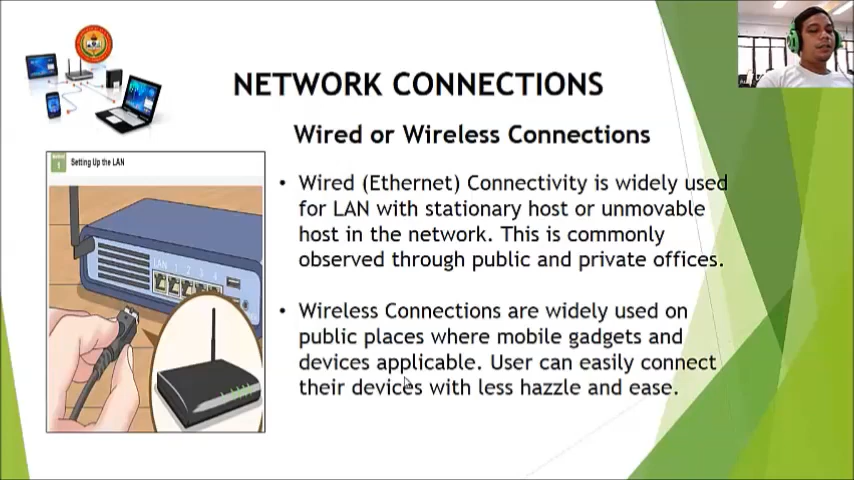 NETWORK CONNECTIONS
Wired or Wireless Connections
1
Setting Up the LAN
LAN 1 2 3 4
• Wired (Ethernet) Connectivity is widely used
for LAN with stationary host or unmovable
host in the network. This is commonly
observed through public and private offices.
• Wireless Connections are widely used on
public places where mobile gadgets and
devices applicable. User can easily connect
their devices with less hazzle and ease.